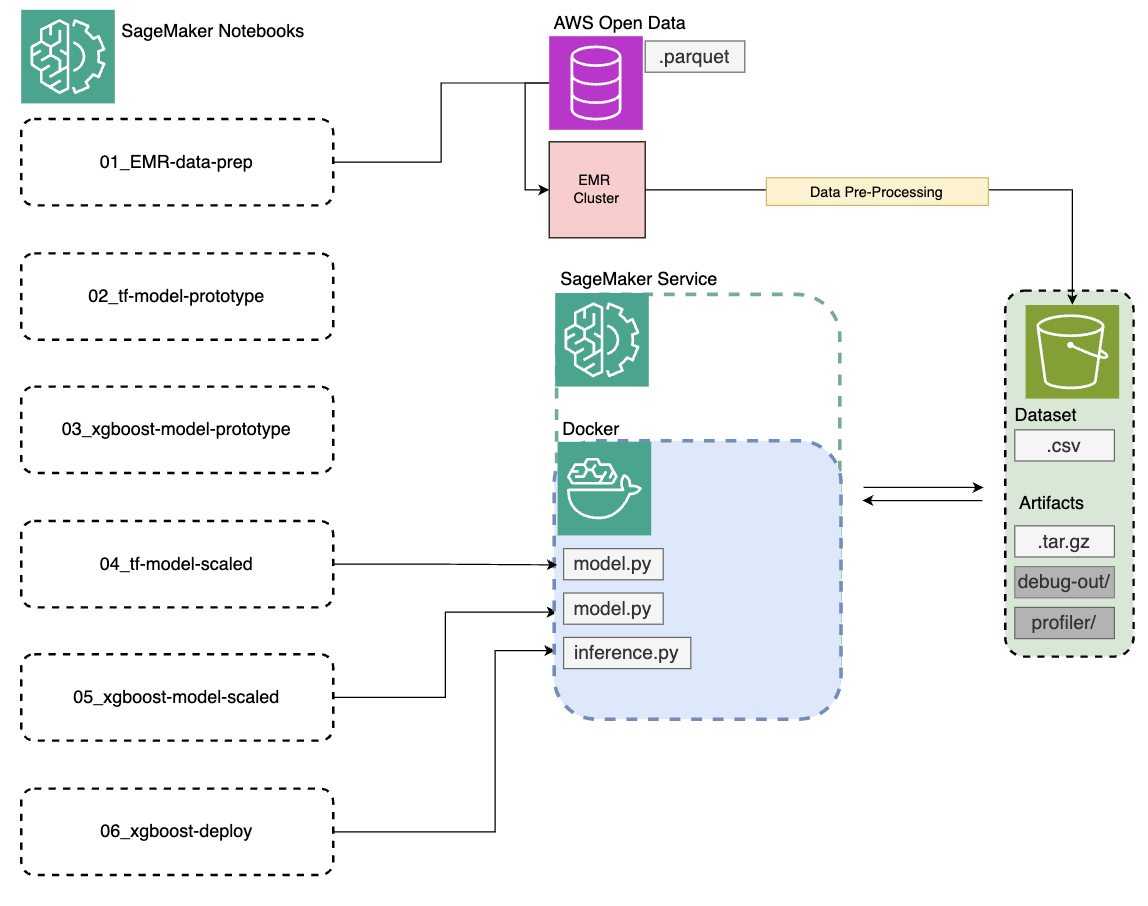 SageMaker Notebooks
AWS Open Data
.parquet
01_EMR-data-prep
EMR
Cluster
Data Pre-Processing
02_tf-model-prototype
SageMaker Service
03_xgboost-model-prototype
Docker
Dataset
.csv
Artifacts
.tar.gz
debug-out/
profiler/
04_tf-model-scaled
model.py
model.py
inference.py
05_xgboost-model-scaled
06_xgboost-deploy